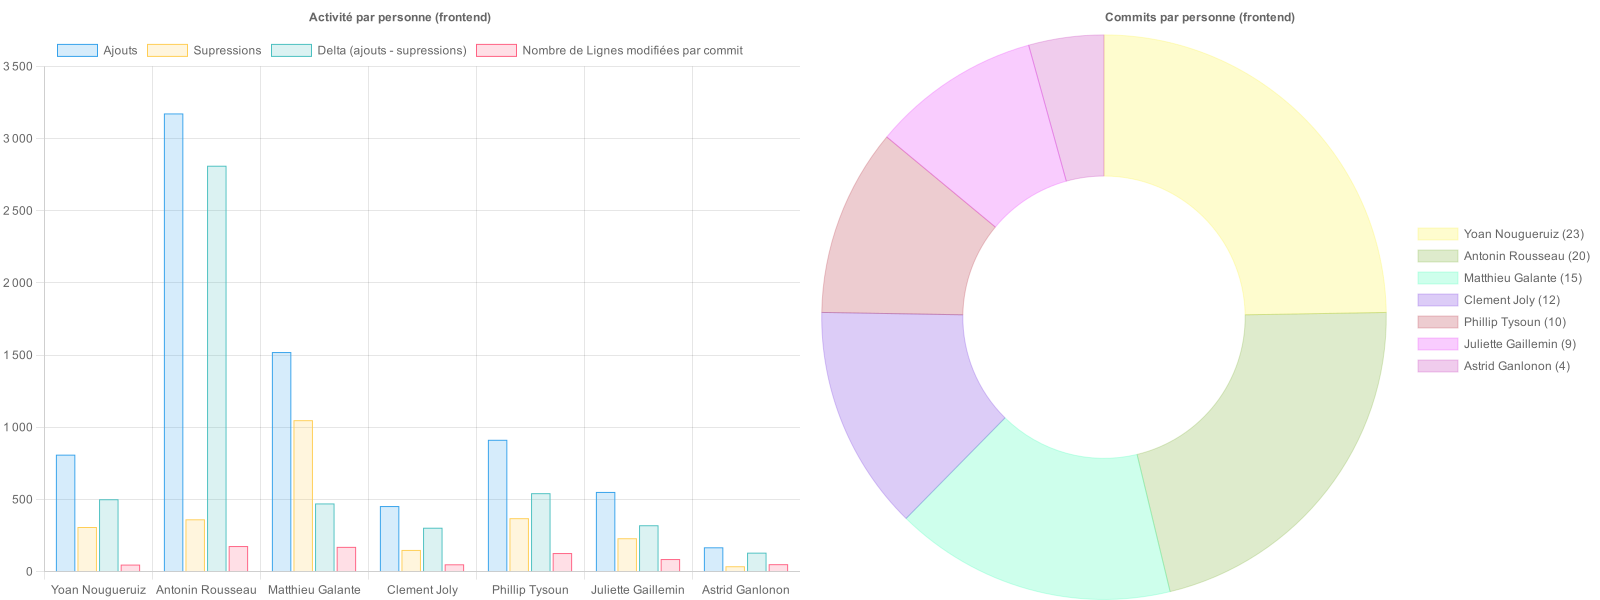 Activité par personne (frontend)
Ajouts
Supressions
Delta (ajouts - supressions)
Nombre de Lignes modifiées par commit
3 500
3 000
2 500
2 000
1 500
1 000
500
0
Yoan Nougueruiz
Antonin Rousseau
Matthieu Galante
Clement Joly
Phillip Tysoun
Juliette Gaillemin
Astrid Ganlonon
Commits par personne (frontend)
Yoan Nougueruiz (23)
Antonin Rousseau (20)
Matthieu Galante (15)
Clement Joly (12)
Phillip Tysoun (10)
Juliette Gaillemin (9)
Astrid Ganlonon (4)